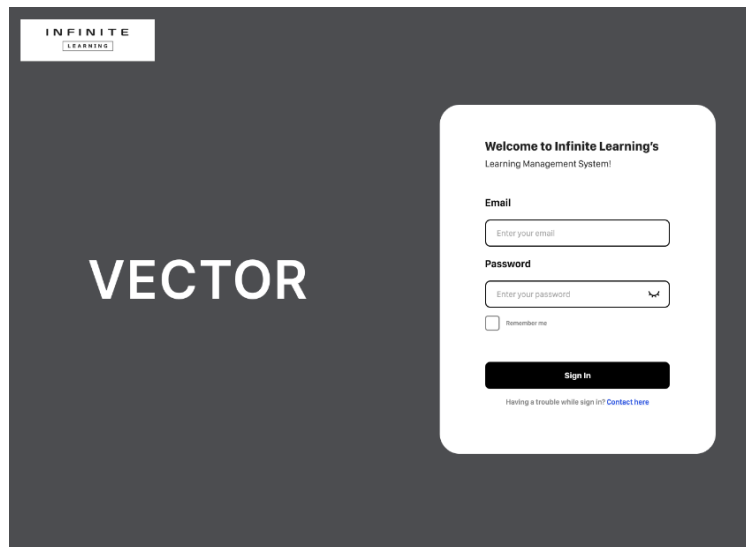 INFINITE
LEARNING
VECTOR
Welcome to Infinite Learning's
Learning Management System!
Email
Enter your email
Password
Enter your password
Remember me
Sign In
Having a trouble while sign in? Contact here